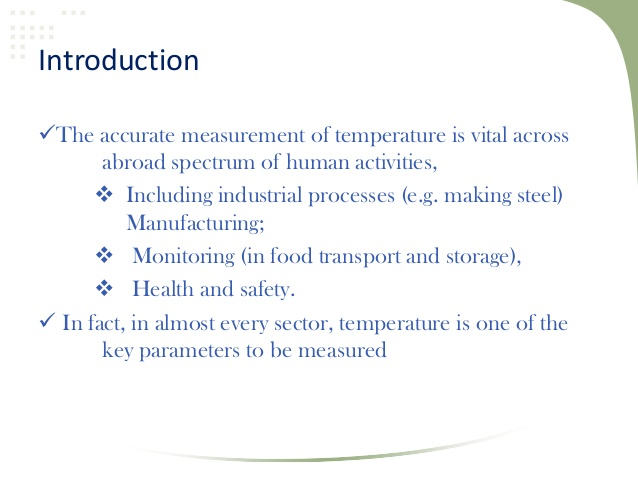 Introduction
✓The accurate measurement of temperature is vital across
abroad spectrum of human activities,
❖ Including industrial processes (e.g. making steel)
Manufacturing;
❖ Monitoring (in food transport and storage),
❖ Health and safety.
✓ In fact, in almost every sector, temperature is one of the
key parameters to be measured